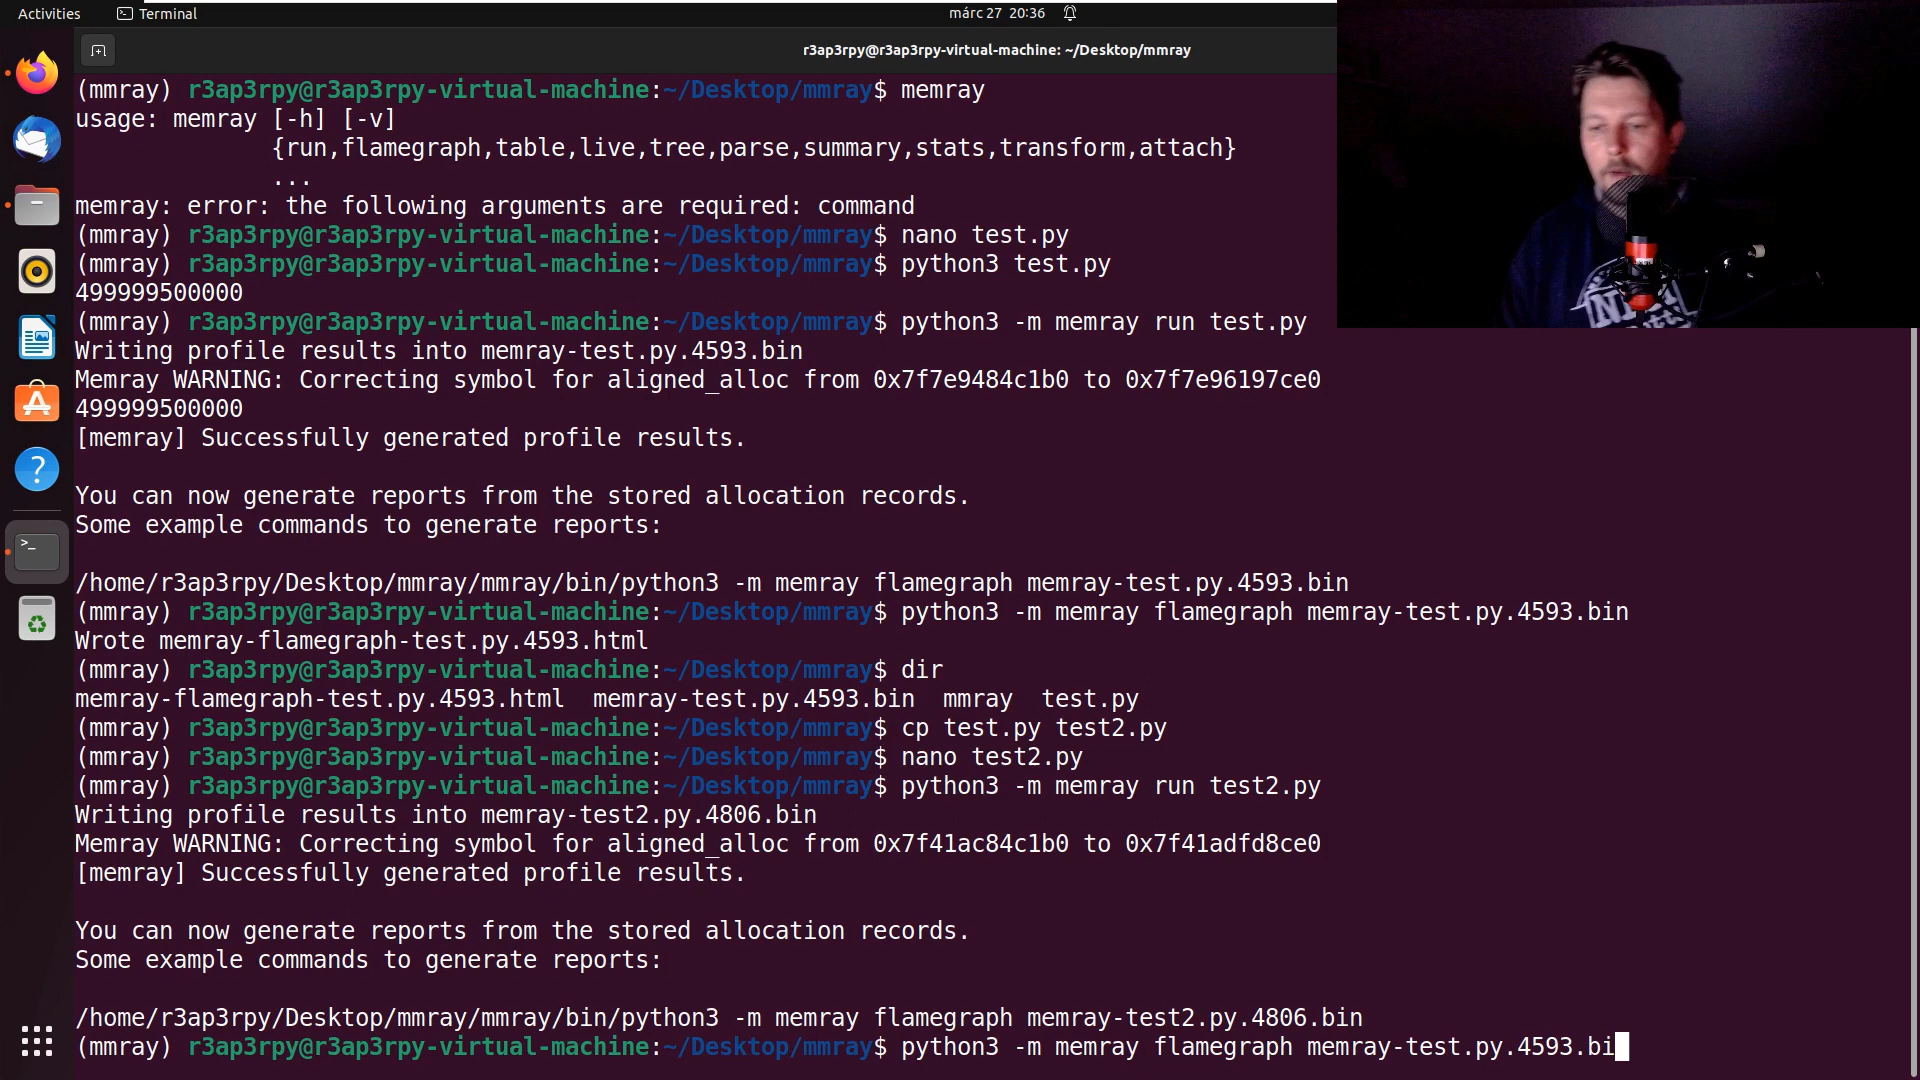 Activities
Terminal
márc 27 20:36
r3ap3rpy@r3ap3rpy-virtual-machine: ~/Desktop/mmray
(mmray) r3ap3rpy@r3ap3rpy-virtual-machine:~/Desktop/mmray$ memray
usage: memray [-h] [-v]
{run,flamegraph,table,live,tree,parse,summary,stats,transform,attach}
...
memray: error: the following arguments are required: command
(mmray) r3ap3rpy@r3ap3rpy-virtual-machine:~/Desktop/mmray$ nano test.py
(mmray) r3ap3rpy@r3ap3rpy-virtual-machine:~/Desktop/mmray$ python3 test.py
499999500000
(mmray) r3ap3rpy@r3ap3rpy-virtual-machine:~/Desktop/mmray$ python3 -m memray run test.py
Writing profile results into memray-test.py.4593.bin
Memray WARNING: Correcting symbol for aligned_alloc from 0x7f7e9484c1b0 to 0x7f7e96197ce0
499999500000
[memray] Successfully generated profile results.
You can now generate reports from the stored allocation records.
Some example commands to generate reports:
/home/r3ap3rpy/Desktop/mmray/mmray/bin/python3 -m memray flamegraph memray-test.py.4593.bin
(mmray) r3ap3rpy@r3ap3rpy-virtual-machine:~/Desktop/mmray$ python3 -m memray flamegraph memray-test.py.4593.bin
Wrote memray-flamegraph-test.py.4593.html
(mmray) r3ap3rpy@r3ap3rpy-virtual-machine:~/Desktop/mmray$ dir
memray-flamegraph-test.py.4593.html  memray-test.py.4593.bin  mmray  test.py
(mmray) r3ap3rpy@r3ap3rpy-virtual-machine:~/Desktop/mmray$ cp test.py test2.py
(mmray) r3ap3rpy@r3ap3rpy-virtual-machine:~/Desktop/mmray$ nano test2.py
(mmray) r3ap3rpy@r3ap3rpy-virtual-machine:~/Desktop/mmray$ python3 -m memray run test2.py
Writing profile results into memray-test2.py.4806.bin
Memray WARNING: Correcting symbol for aligned_alloc from 0x7f41ac84c1b0 to 0x7f41adfd8ce0
[memray] Successfully generated profile results.
You can now generate reports from the stored allocation records.
Some example commands to generate reports:
/home/r3ap3rpy/Desktop/mmray/mmray/bin/python3 -m memray flamegraph memray-test2.py.4806.bin
(mmray) r3ap3rpy@r3ap3rpy-virtual-machine:~/Desktop/mmray$ python3 -m memray flamegraph memray-test.py.4593.bi